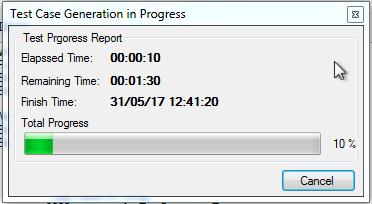 Test Case Generation in Progress
Test Prgoress Report
Elapssed Time: 00:00:10
Remaining Time: 00:01:30
Finish Time: 31/05/17 12:41:20
Total Progress
10 %
Cancel